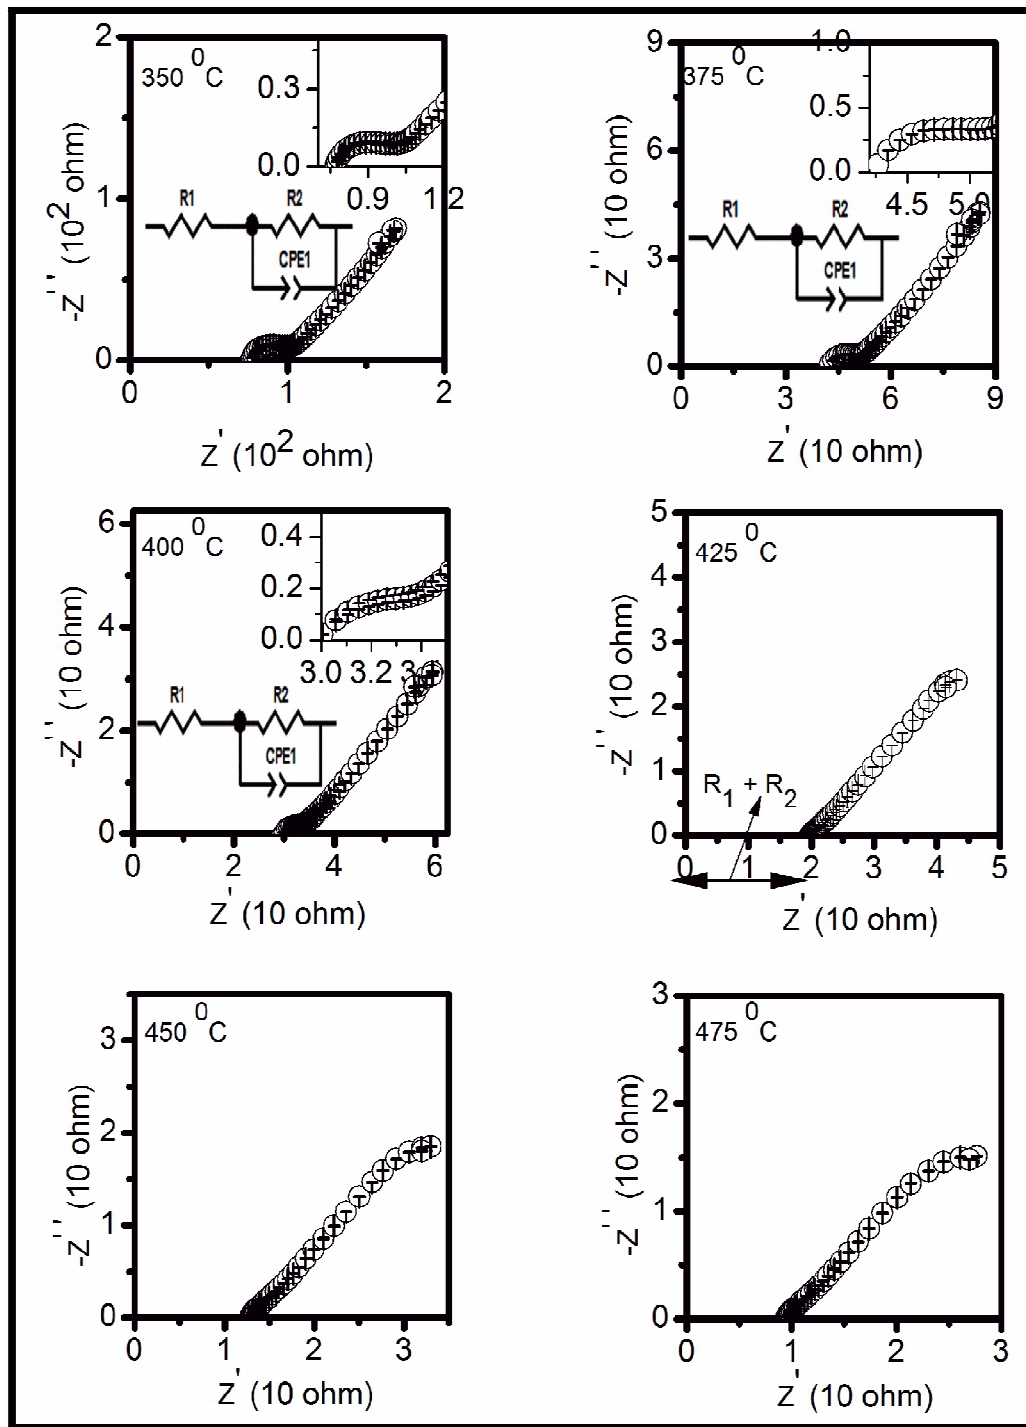 350 ⁰C
-Z'' (10² ohm)
2
1
0
0.3
0.0
0.9 1.2
R1 R2
CPE1
0 1 2
Z' (10² ohm)
375 ⁰C
-Z'' (10 ohm)
9
6
3
0
1.0
0.5
0.0
4.5 5.0
R1 R2
CPE1
0 3 6 9
Z' (10 ohm)
400 ⁰C
-Z'' (10 ohm)
6
4
2
0
0.4
0.2
0.0
3.0 3.2
R1 R2
CPE1
0 2 4 6
Z' (10 ohm)
425 ⁰C
-Z'' (10 ohm)
5
4
3
2
1
0
R₁ + R₂
0 1 2 3 4 5
Z' (10 ohm)
450 ⁰C
-Z'' (10 ohm)
3
2
1
0
0 1 2 3
Z' (10 ohm)
475 ⁰C
-Z'' (10 ohm)
3
2
1
0
0 1 2 3
Z' (10 ohm)